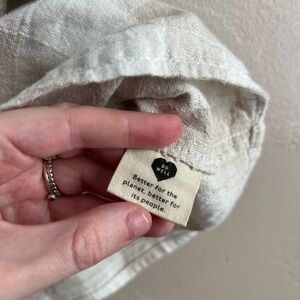 DO
WELL
Better for the
planet, better for
its people.